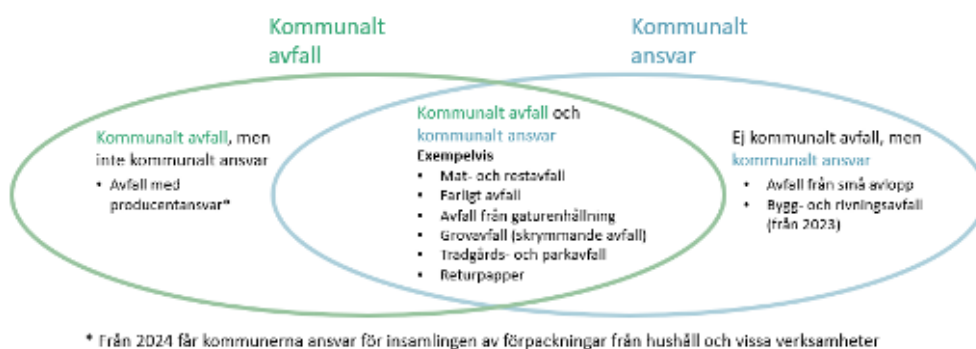 Kommunalt
avfall
Kommunalt
ansvar
Kommunalt avfall, men
inte kommunalt ansvar
• Avfall med
producentansvar*
Kommunalt avfall och
kommunalt ansvar
Exempelvis
• Mat- och restavfall
• Farligt avfall
• Avfall från gaturenhållning
• Grovavfall (skrymmande avfall)
• Trädgårds- och parkavfall
• Returpapper
Ej kommunalt avfall, men
kommunalt ansvar
• Avfall från små avlopp
• Bygg- och rivningsavfall
(från 2023)
* Från 2024 får kommunerna ansvar för insamlingen av förpackningar från hushåll och vissa verksamheter